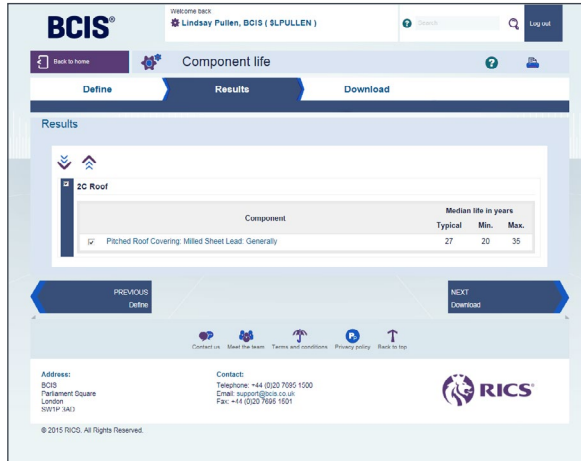 BCIS®
Welcome back
Lindsay Pullen, BCIS ( $LPULLEN )
? Search
Log out
Back to home
Component life
?
Define
Results
Download
Results
2C Roof
Component
Median life in years
Typical Min. Max.
Pitched Roof Covering: Milled Sheet Lead: Generally 27 20 35
PREVIOUS
Define
NEXT
Download
Contact us Meet the team Terms and conditions Privacy policy Back to top
Address:
BCIS
Parliament Square
London
SW1P 3AD
Contact:
Telephone: +44 (0)20 7695 1500
Email: support@bcis.co.uk
Fax: +44 (0)20 7695 1501
RICS
© 2015 RICS. All Rights Reserved.